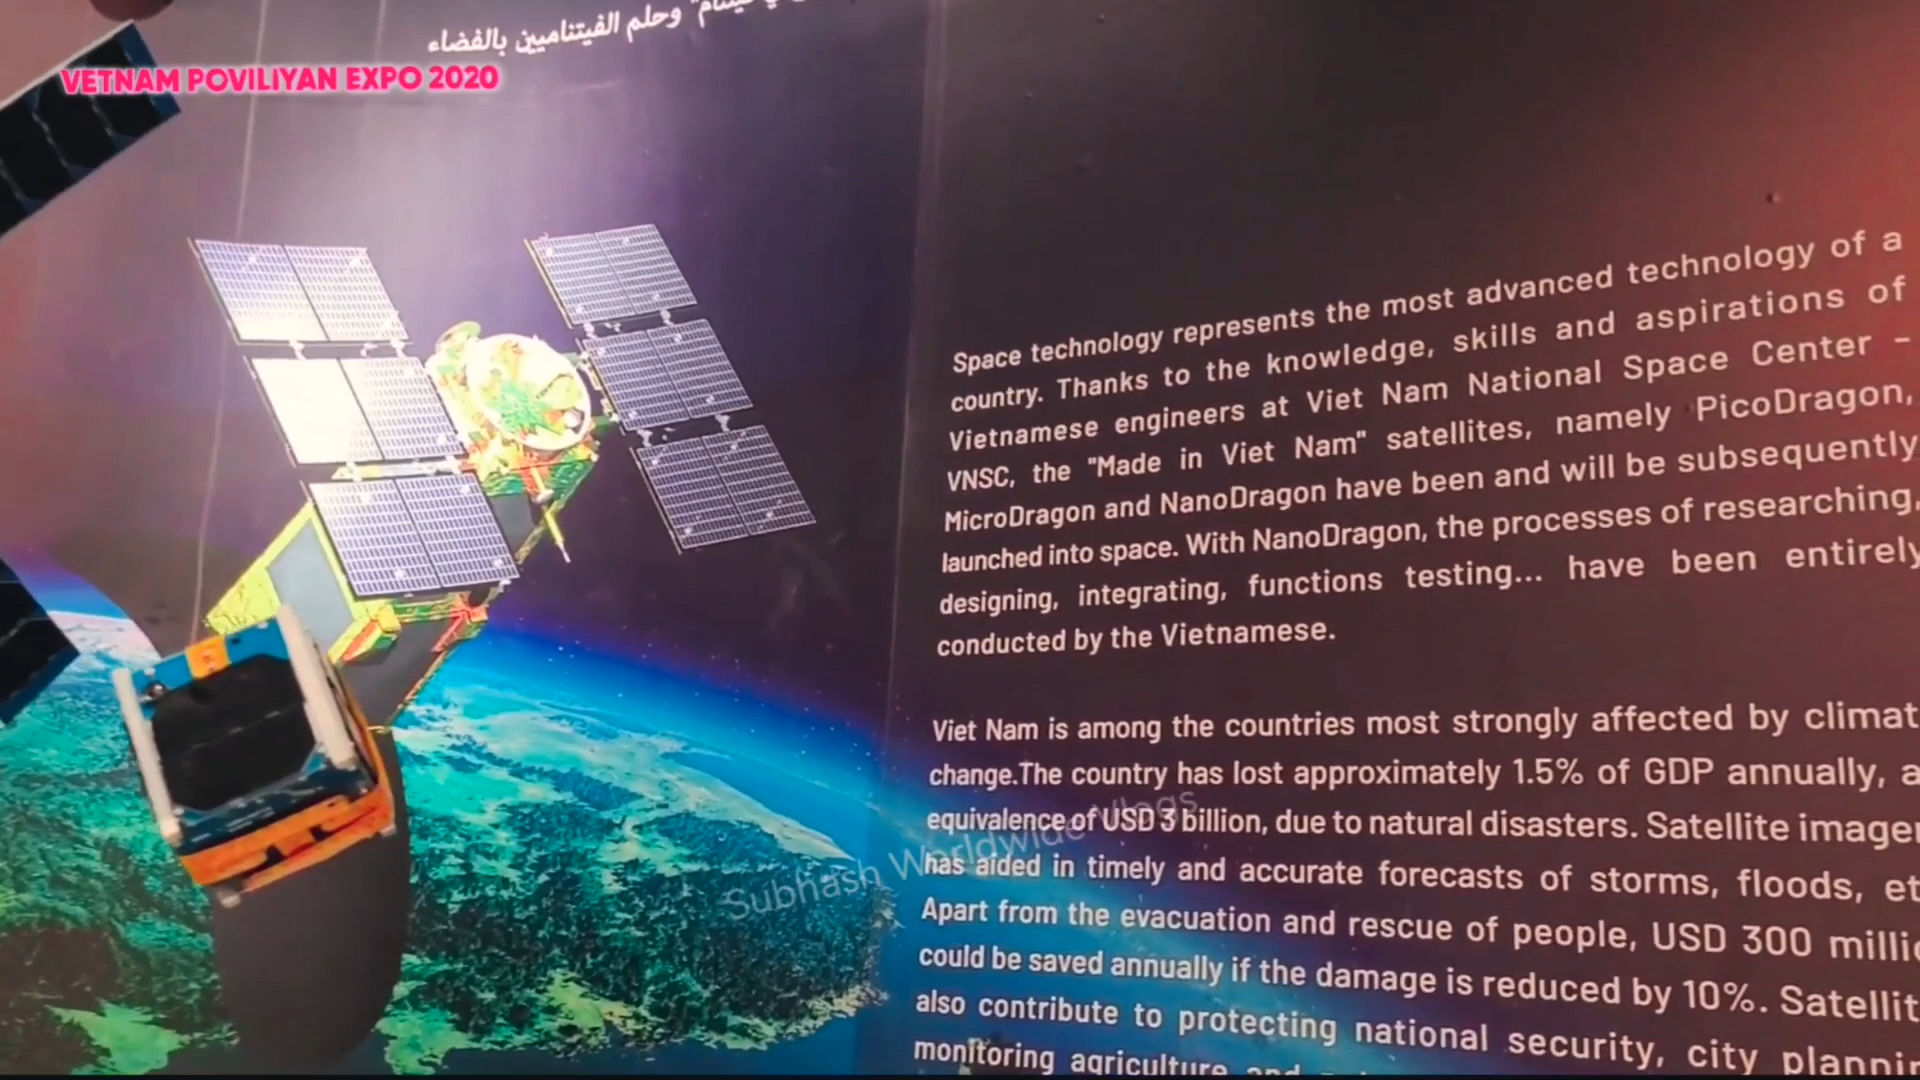 وحلم الفيتناميين بالفضاء
VETNAM POVILIYAN EXPO 2020
Space technology represents the most advanced technology of a
country. Thanks to the knowledge, skills and aspirations of
Vietnamese engineers at Viet Nam National Space Center –
VNSC, the "Made in Viet Nam" satellites, namely PicoDragon,
MicroDragon and NanoDragon have been and will be subsequently
launched into space. With NanoDragon, the processes of researching,
designing, integrating, functions testing... have been entirely
conducted by the Vietnamese.
Viet Nam is among the countries most strongly affected by climat
change.The country has lost approximately 1.5% of GDP annually, a
equivalence of USD 3 billion, due to natural disasters. Satellite image
has aided in timely and accurate forecasts of storms, floods, et
Apart from the evacuation and rescue of people, USD 300 millio
could be saved annually if the damage is reduced by 10%. Satellit
also contribute to protecting national security, city plannin
monitoring agriculture and
Subhash Worldwide Vlogs